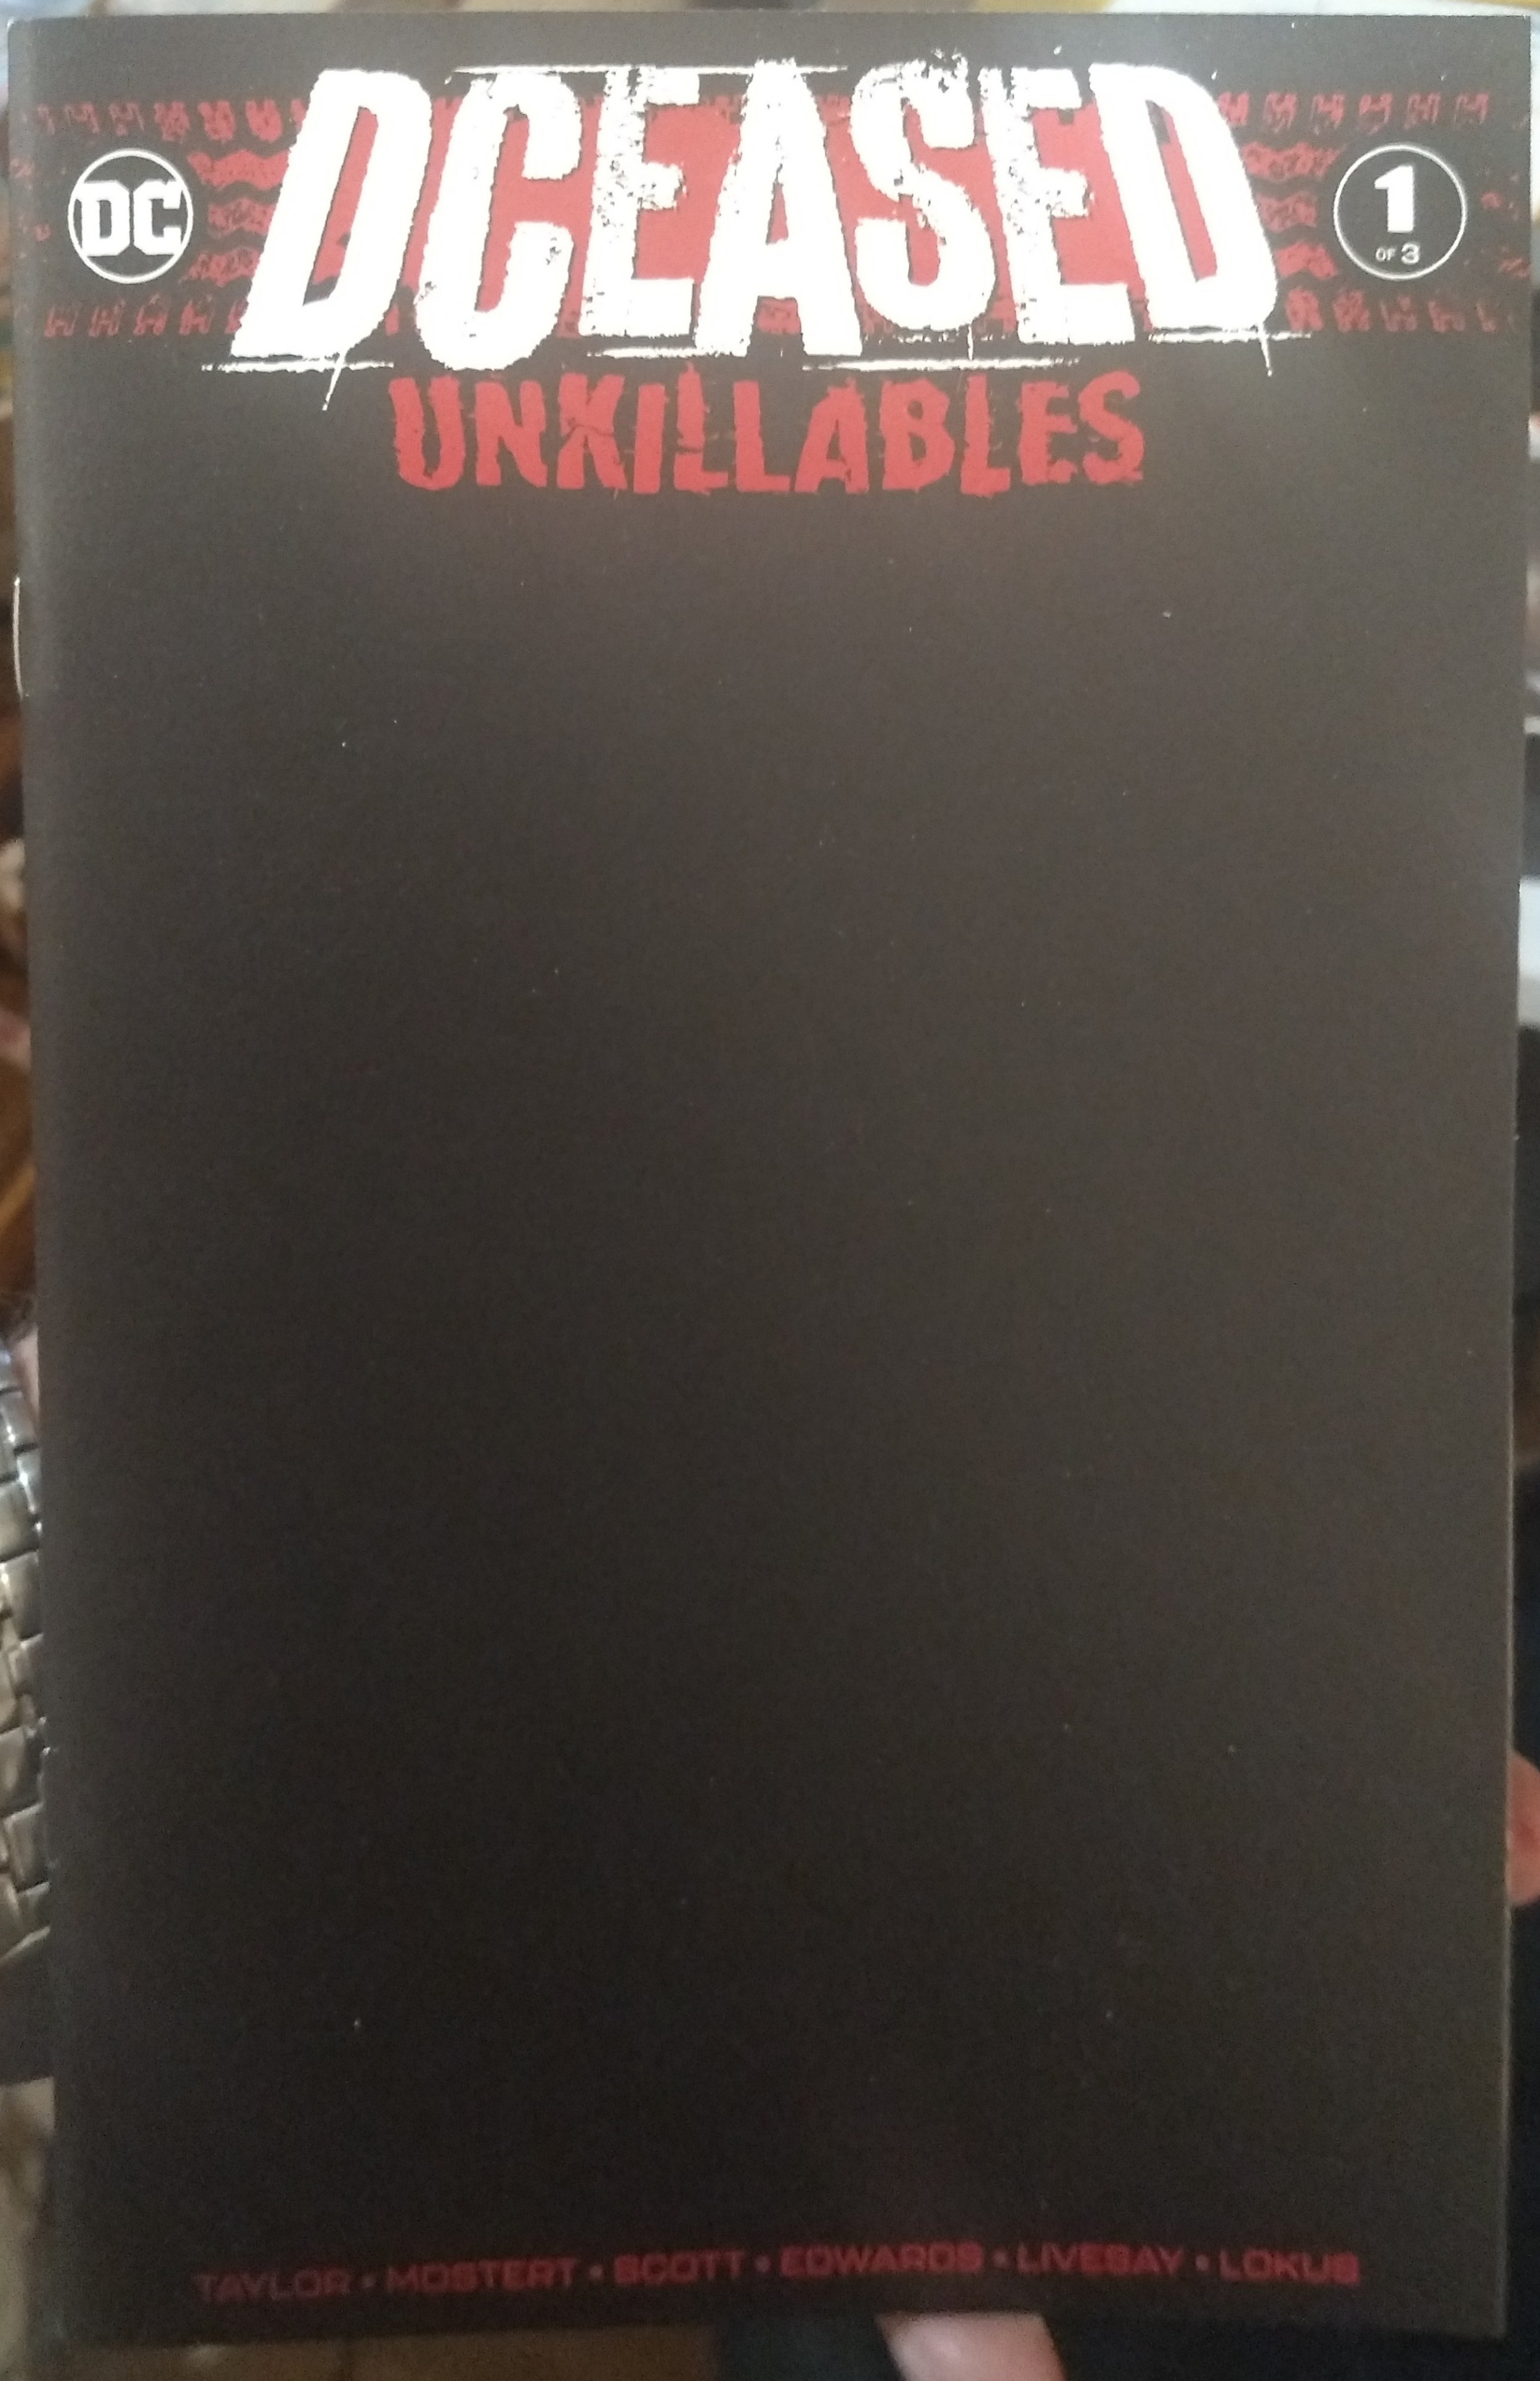 DCEASED
DC
1
OF 3
UNKILLABLES
TAYLOR • MOSTERT • SCOTT • EDWARDS • LIVESAY • LOKUS